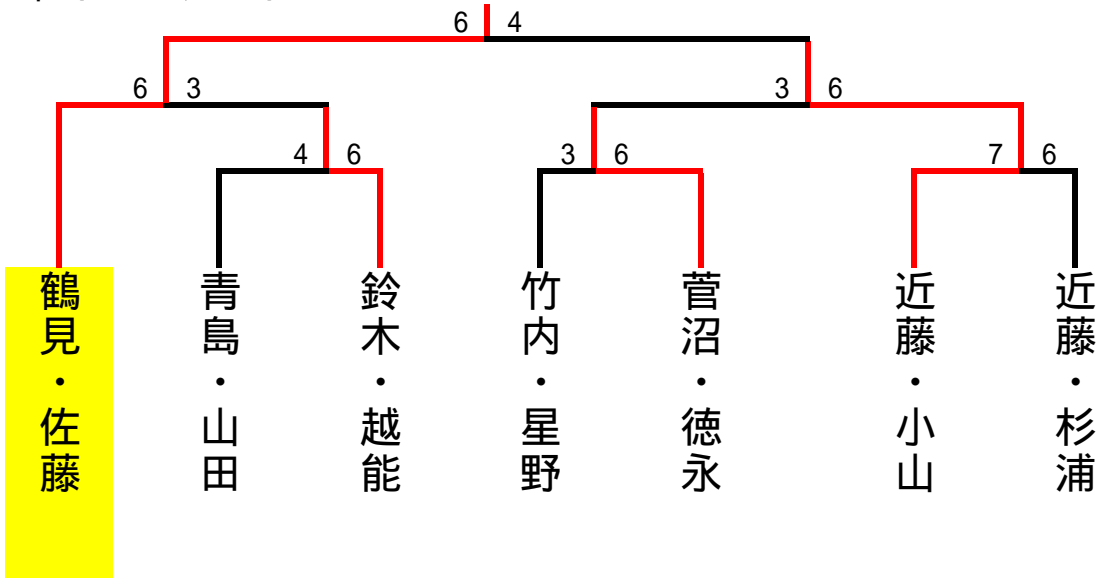 6 4
6 3
3 6
4 6
3 6
7 6
鶴見・佐藤
青島・山田
鈴木・越能
竹内・星野
菅沼・徳永
近藤・小山
近藤・杉浦